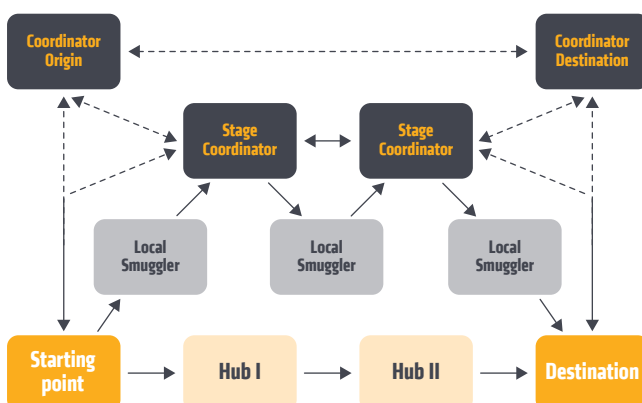 Coordinator
Origin
Coordinator
Destination
Stage
Coordinator
Stage
Coordinator
Local
Smuggler
Local
Smuggler
Local
Smuggler
Starting
point
Hub I
Hub II
Destination